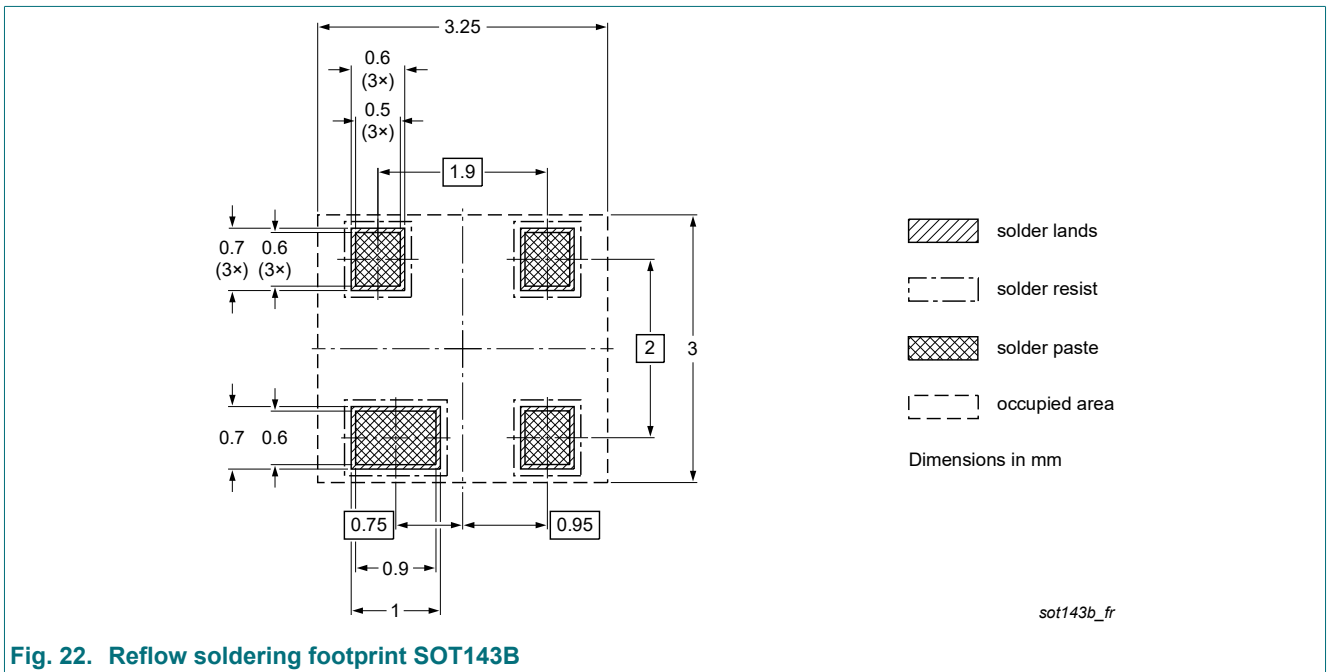 3.25
0.6
(3×)
0.5
(3×)
1.9
0.7 0.6
(3×) (3×)
solder lands
solder resist
2 3
solder paste
occupied area
0.7 0.6
Dimensions in mm
0.75 0.95
0.9
1
sot143b_fr
Fig. 22. Reflow soldering footprint SOT143B